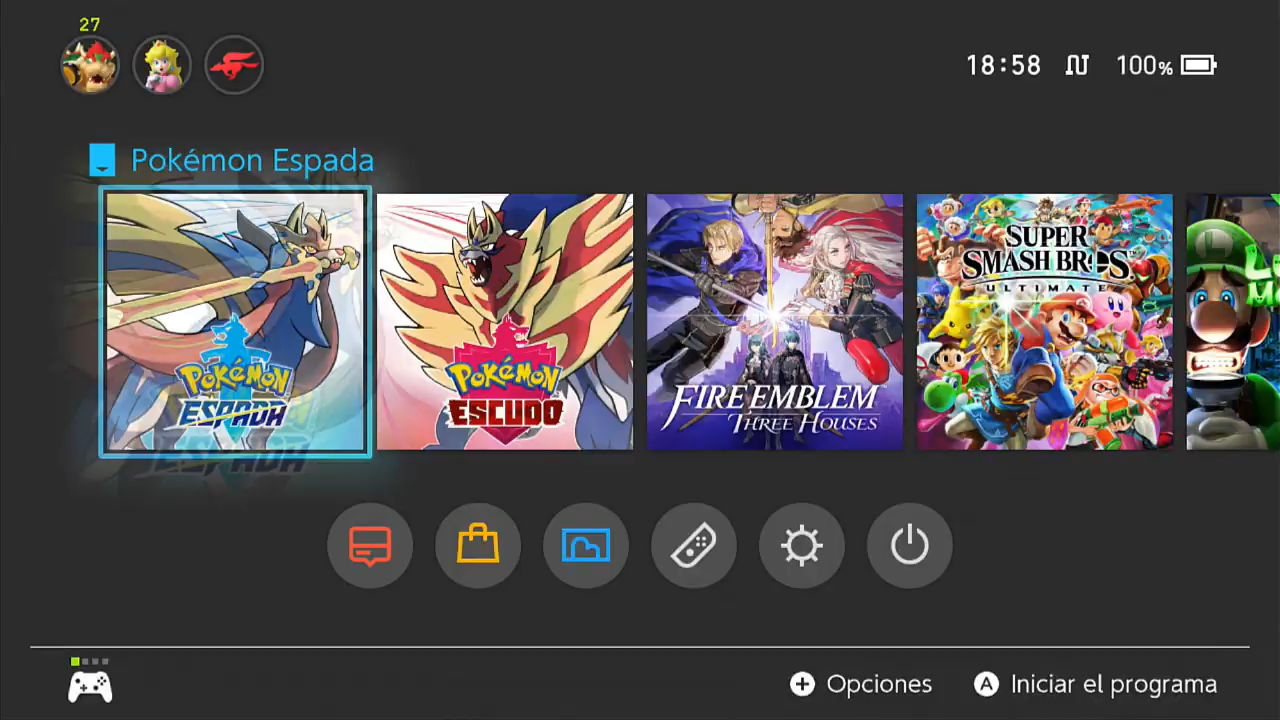 27
18:58 100%
Pokémon Espada
POKÉMON
ESPADA
ESPADA
POKÉMON
ESCUDO
FIRE EMBLEM
THREE HOUSES
SUPER
SMASH BROS.
ULTIMATE
L
+ Opciones A Iniciar el programa